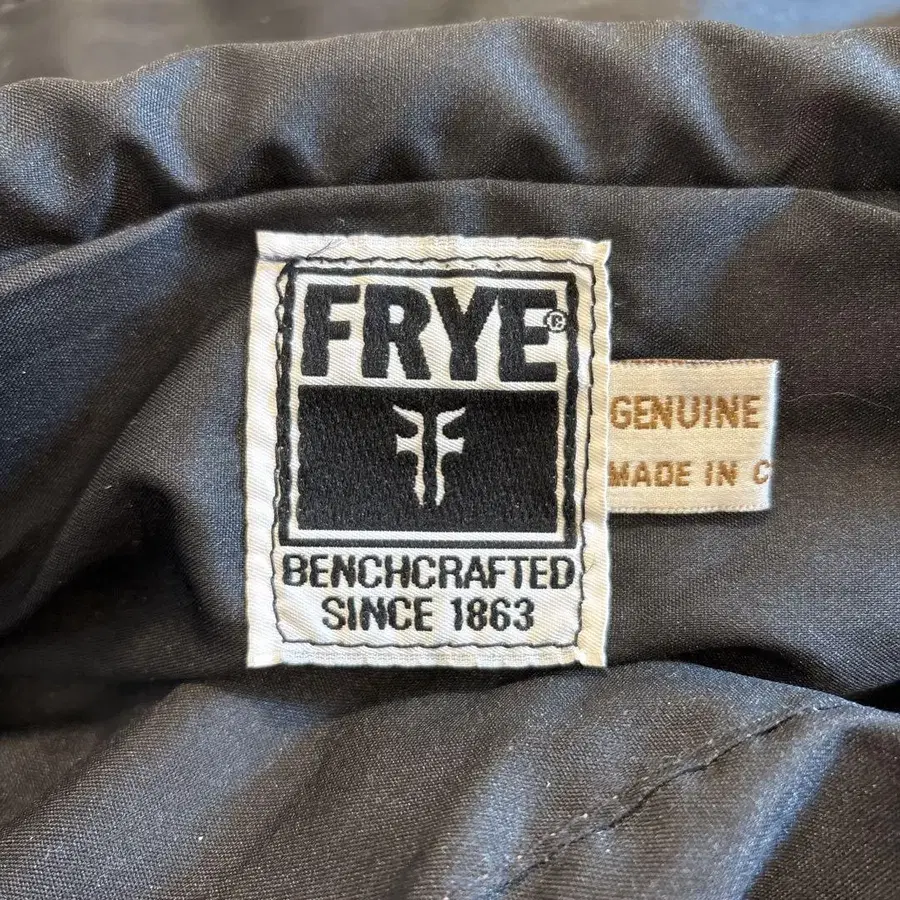 FRYE®
BENCHCRAFTED
SINCE 1863
GENUINE
MADE IN C